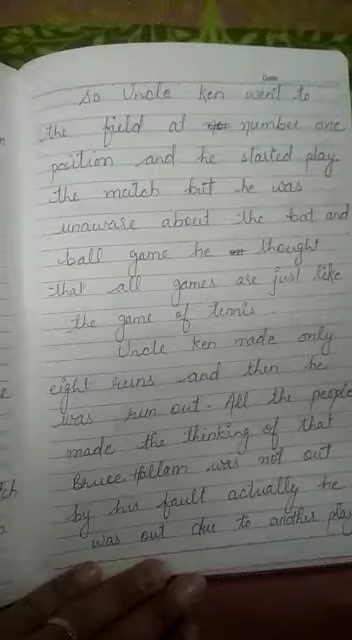 Date
So Uncle Ken went to
the field at number one
position and he started play.
the match but he was
unaware about the bat and
ball game he thought
that all games are just like
the game of tennis.
Uncle Ken made only
eight runs and then he
was run out. All the people
made the thinking of that
Bruce Hallam was not out
by his fault actually he
was out due to another play